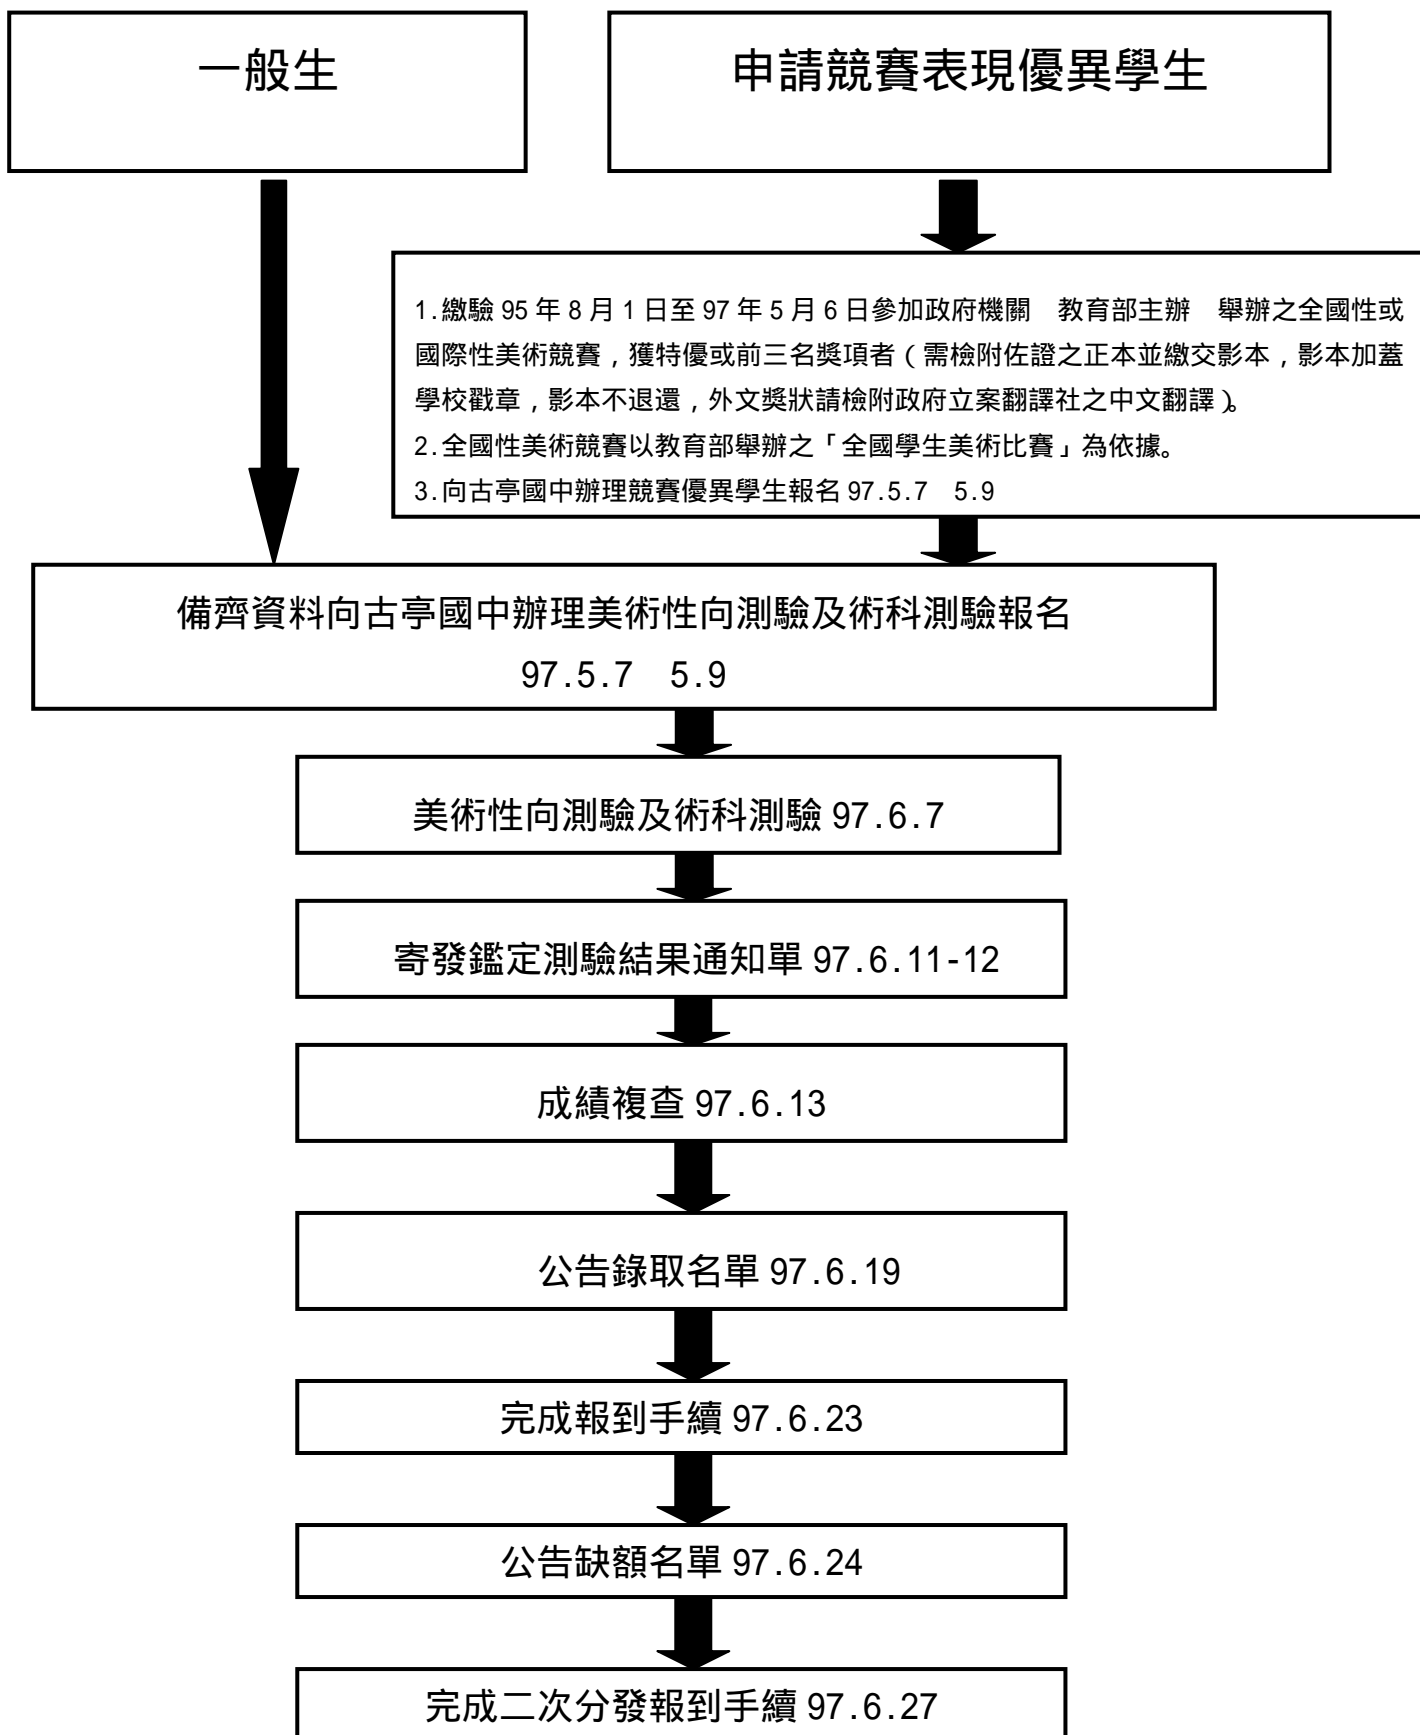 一般生
申請競賽表現優異學生
1.繳驗 95 年 8 月 1 日至 97 年 5 月 6 日參加政府機關　教育部主辦　舉辦之全國性或
國際性美術競賽，獲特優或前三名獎項者（需檢附佐證之正本並繳交影本，影本加蓋
學校戳章，影本不退還，外文獎狀請檢附政府立案翻譯社之中文翻譯）。
2.全國性美術競賽以教育部舉辦之「全國學生美術比賽」為依據。
3.向古亭國中辦理競賽優異學生報名 97.5.7　5.9
備齊資料向古亭國中辦理美術性向測驗及術科測驗報名
97.5.7　5.9
美術性向測驗及術科測驗 97.6.7
寄發鑑定測驗結果通知單 97.6.11-12
成績複查 97.6.13
公告錄取名單 97.6.19
完成報到手續 97.6.23
公告缺額名單 97.6.24
完成二次分發報到手續 97.6.27